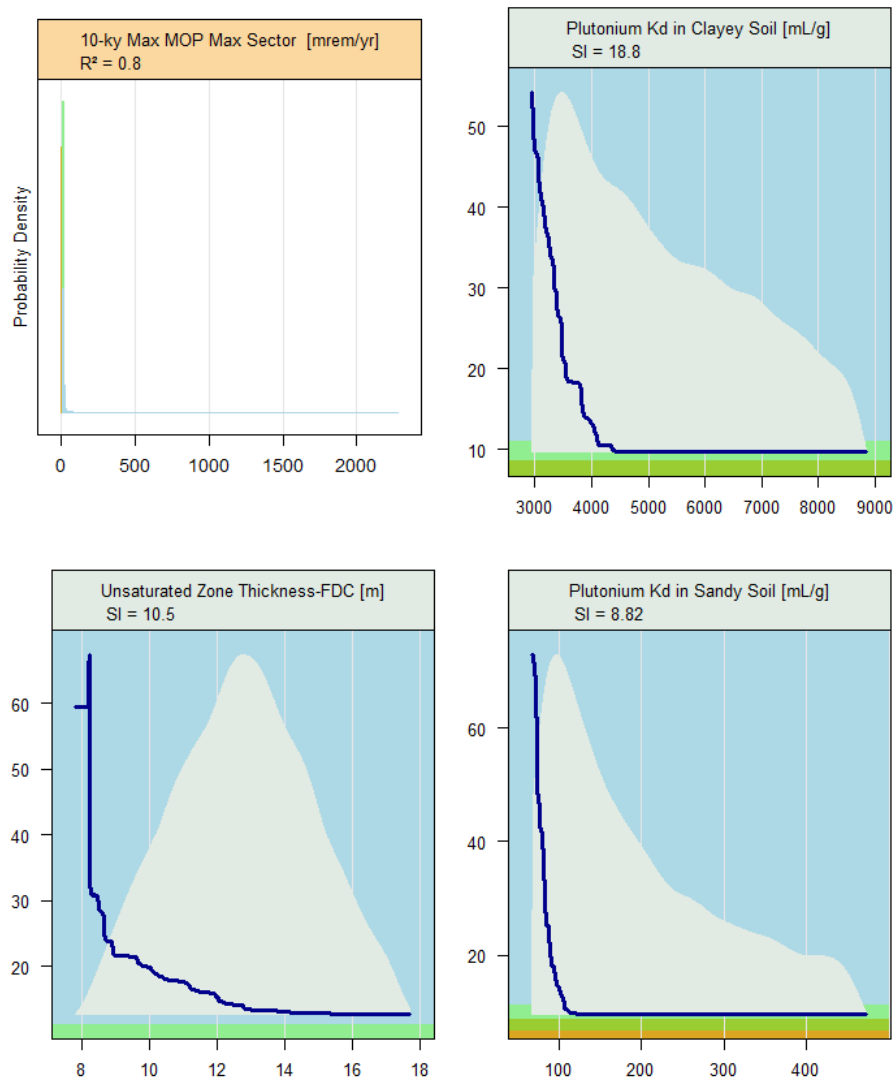 10-ky Max MOP Max Sector [mrem/yr]
R² = 0.8
Probability Density
0 500 1000 1500 2000
Plutonium Kd in Clayey Soil [mL/g]
SI = 18.8
50
40
30
20
10
3000 4000 5000 6000 7000 8000 9000
Unsaturated Zone Thickness-FDC [m]
SI = 10.5
60
50
40
30
20
8 10 12 14 16 18
Plutonium Kd in Sandy Soil [mL/g]
SI = 8.82
60
40
20
100 200 300 400